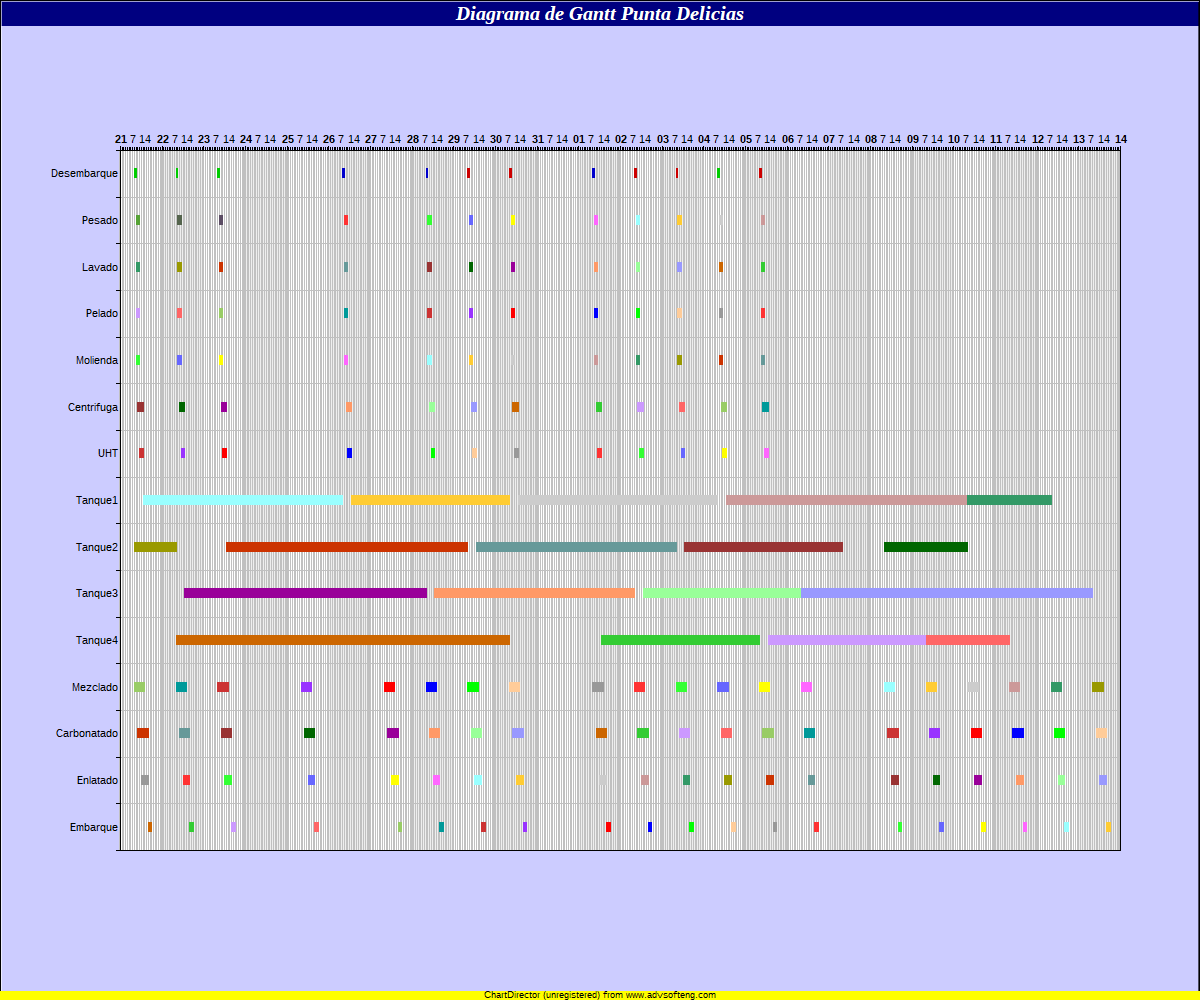 Diagrama de Gantt Punta Delicias
21 7 14 22 7 14 23 7 14 24 7 14 25 7 14 26 7 14 27 7 14 28 7 14 29 7 14 30 7 14 31 7 14 01 7 14 02 7 14 03 7 14 04 7 14 05 7 14 06 7 14 07 7 14 08 7 14 09 7 14 10 7 14 11 7 14 12 7 14 13 7 14 14
Desembarque
Pesado
Lavado
Pelado
Molienda
Centrifuga
UHT
Tanque1
Tanque2
Tanque3
Tanque4
Mezclado
Carbonatado
Enlatado
Embarque
ChartDirector (unregistered) from www.advsofteng.com